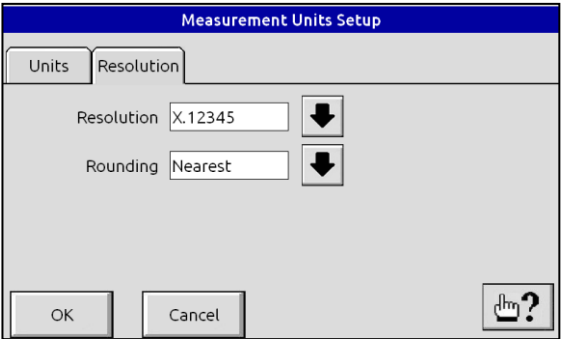 Measurement Units Setup
Units Resolution
Resolution X.12345
Rounding Nearest
OK Cancel ?